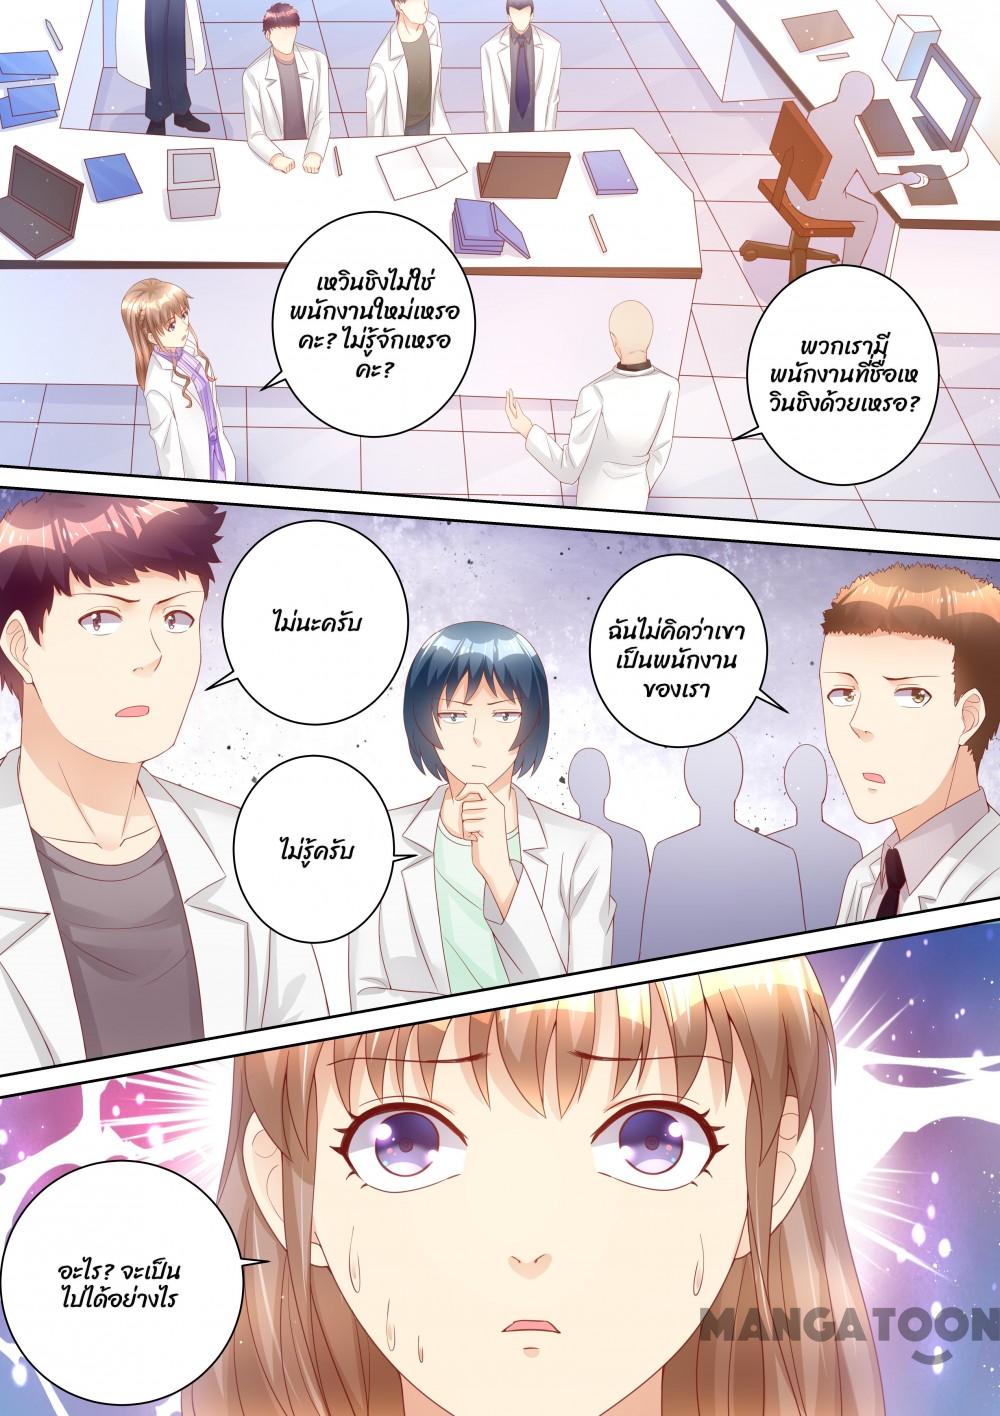 เหวินชิงไม่ใช่
พนักงานใหม่เหรอ
คะ? ไม่รู้จักเหรอ
คะ?
พวกเรามี
พนักงานที่ชื่อเห
วินชิงด้วยเหรอ?
ไม่นะครับ
ฉันไม่คิดว่าเขา
เป็นพนักงาน
ของเรา
ไม่รู้ครับ
อะไร? จะเป็น
ไปได้อย่างไร
MANGATOON